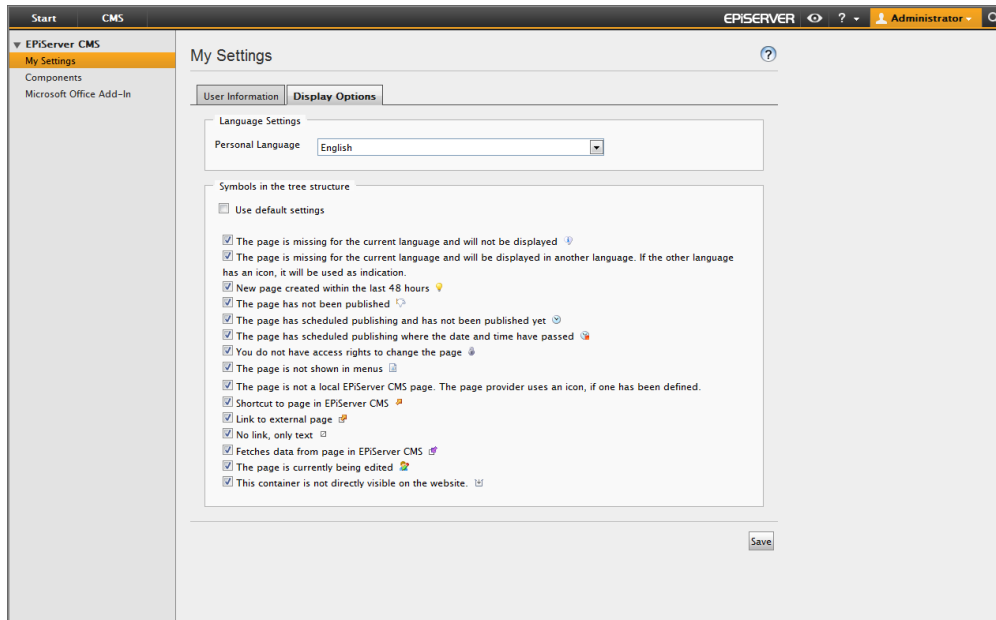 Start CMS EPiSERVER ? Administrator
EPiServer CMS
My Settings
Components
Microsoft Office Add-In
My Settings
?
User Information Display Options
Language Settings
Personal Language English
Symbols in the tree structure
Use default settings
The page is missing for the current language and will not be displayed
The page is missing for the current language and will be displayed in another language. If the other language
has an icon, it will be used as indication.
New page created within the last 48 hours
The page has not been published
The page has scheduled publishing and has not been published yet
The page has scheduled publishing where the date and time have passed
You do not have access rights to change the page
The page is not shown in menus
The page is not a local EPiServer CMS page. The page provider uses an icon, if one has been defined.
Shortcut to page in EPiServer CMS
Link to external page
No link, only text
Fetches data from page in EPiServer CMS
The page is currently being edited
This container is not directly visible on the website.
Save